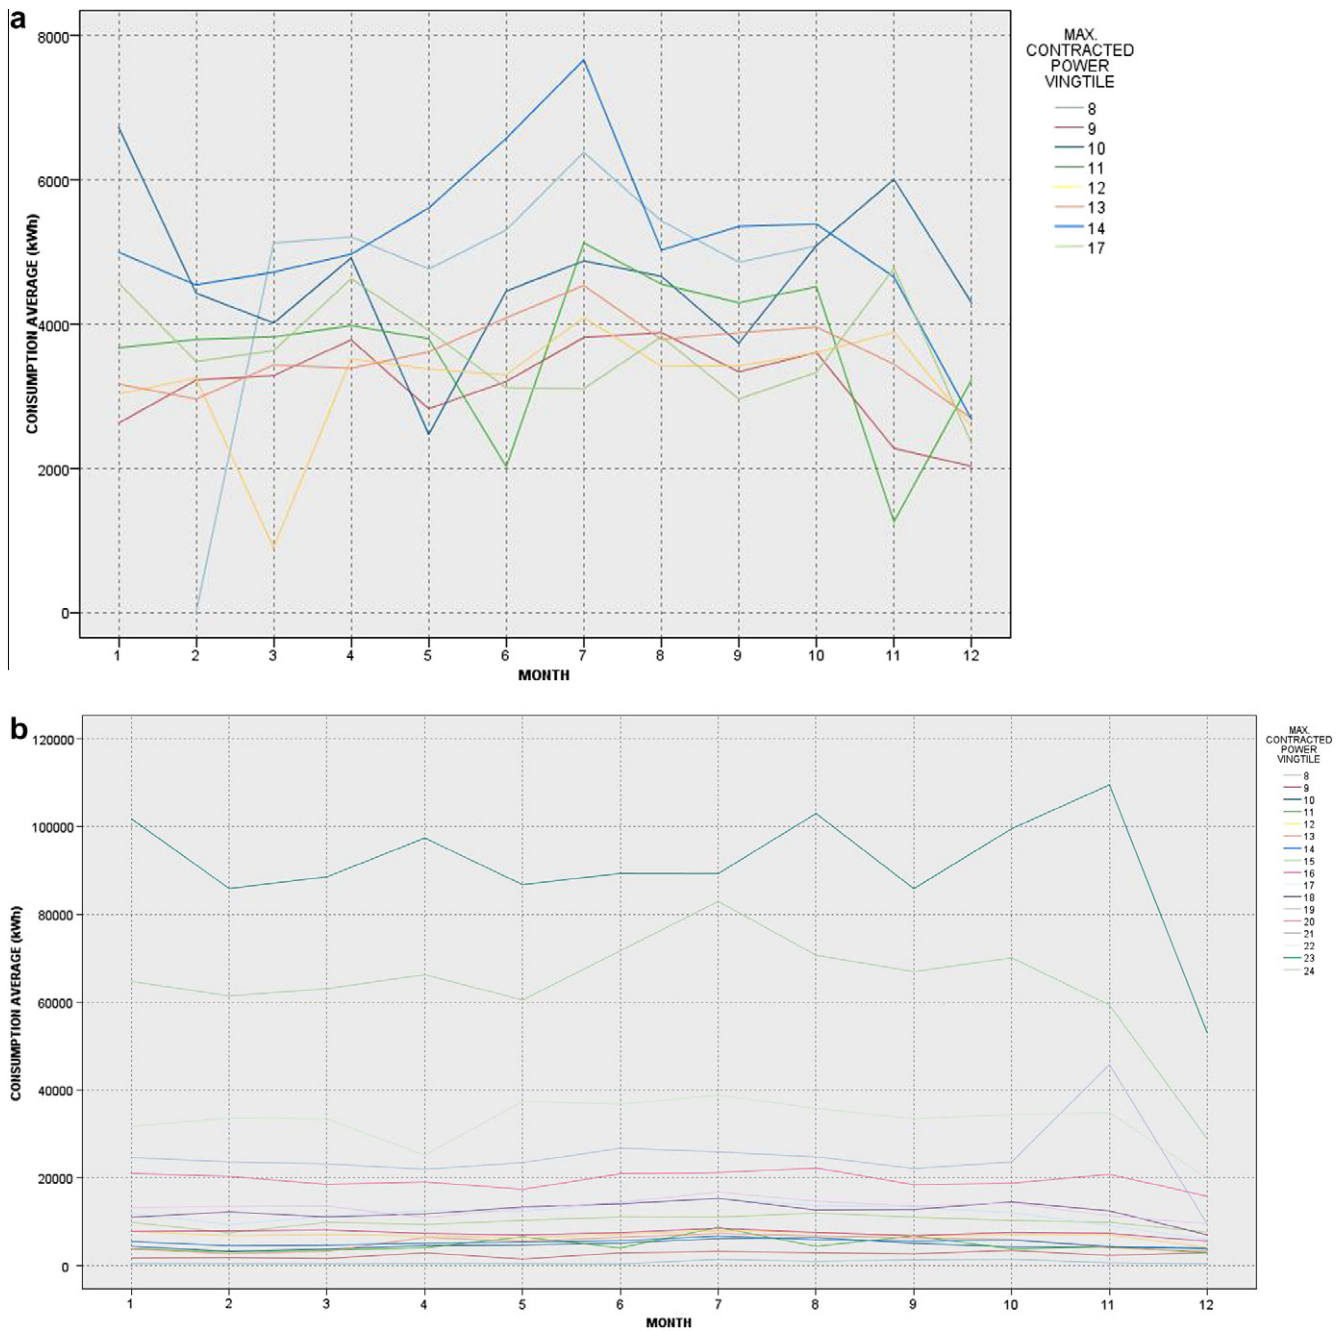 a
8000
6000
4000
2000
0
CONSUMPTION AVERAGE (kWh)
1 2 3 4 5 6 7 8 9 10 11 12
MONTH
MAX.
CONTRACTED
POWER
VINGTILE
8
9
10
11
12
13
14
17
b
120000
100000
80000
60000
40000
20000
0
CONSUMPTION AVERAGE (kWh)
1 2 3 4 5 6 7 8 9 10 11 12
MONTH
MAX.
CONTRACTED
POWER
VINGTILE
8
9
10
11
12
13
14
15
16
17
18
19
20
21
22
23
24